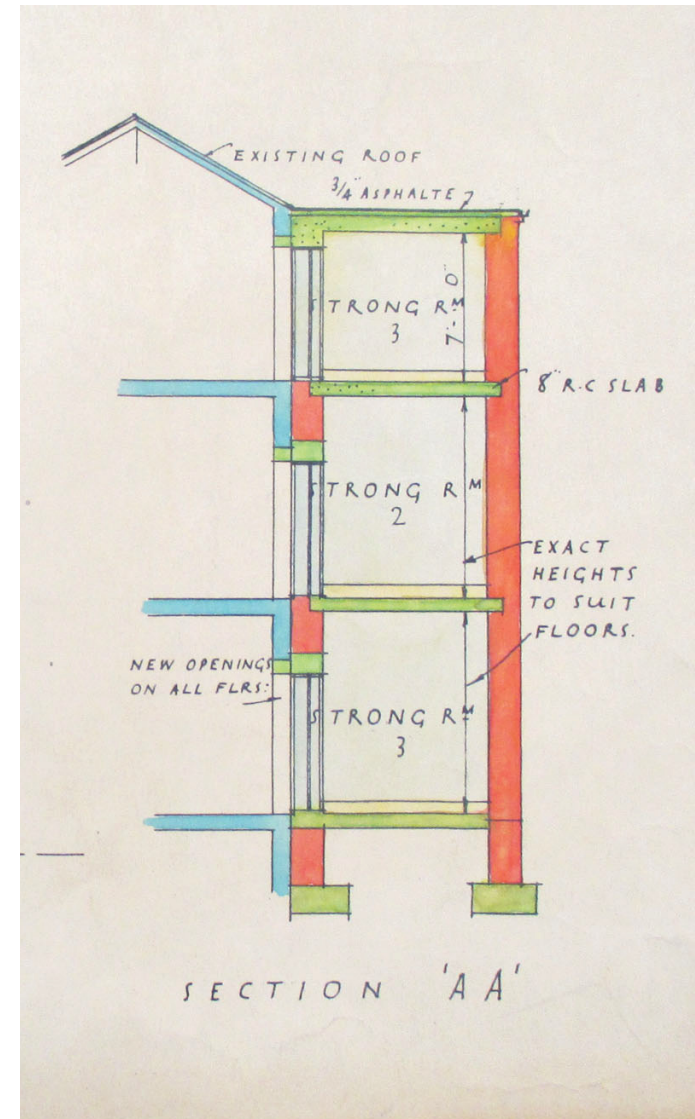 EXISTING ROOF
3/4" ASPHALTE
STRONG RM
3
7'-0"
8" R.C SLAB
STRONG RM
2
EXACT
HEIGHTS
TO SUIT
FLOORS.
NEW OPENINGS
ON ALL FLRS:
STRONG RM
3
SECTION 'AA'